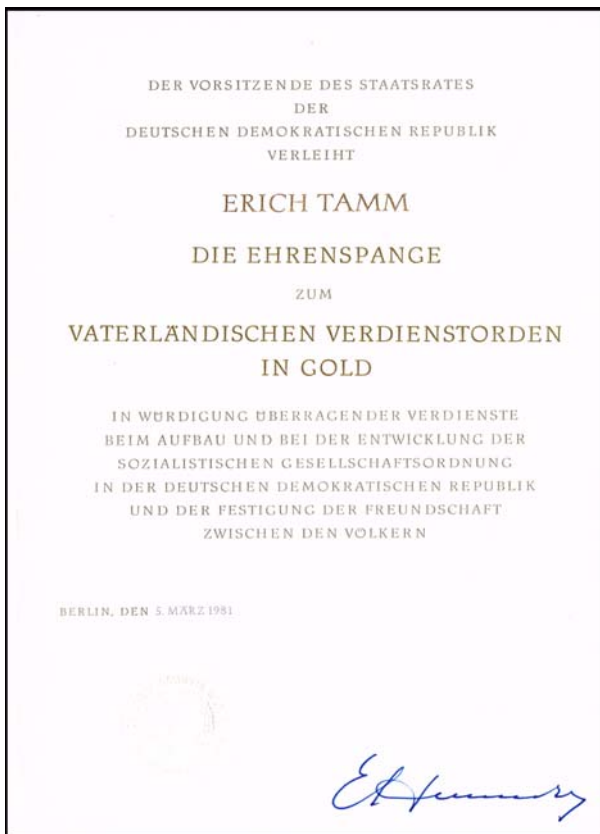 DER VORSITZENDE DES STAATSRATES
DER
DEUTSCHEN DEMOKRATISCHEN REPUBLIK
VERLEIHT
ERICH TAMM
DIE EHRENSPANGE
ZUM
VATERLÄNDISCHEN VERDIENSTORDEN
IN GOLD
IN WÜRDIGUNG ÜBERRAGENDER VERDIENSTE
BEIM AUFBAU UND BEI DER ENTWICKLUNG DER
SOZIALISTISCHEN GESELLSCHAFTSORDNUNG
IN DER DEUTSCHEN DEMOKRATISCHEN REPUBLIK
UND DER FESTIGUNG DER FREUNDSCHAFT
ZWISCHEN DEN VÖLKERN
BERLIN, DEN 5. MÄRZ 1981